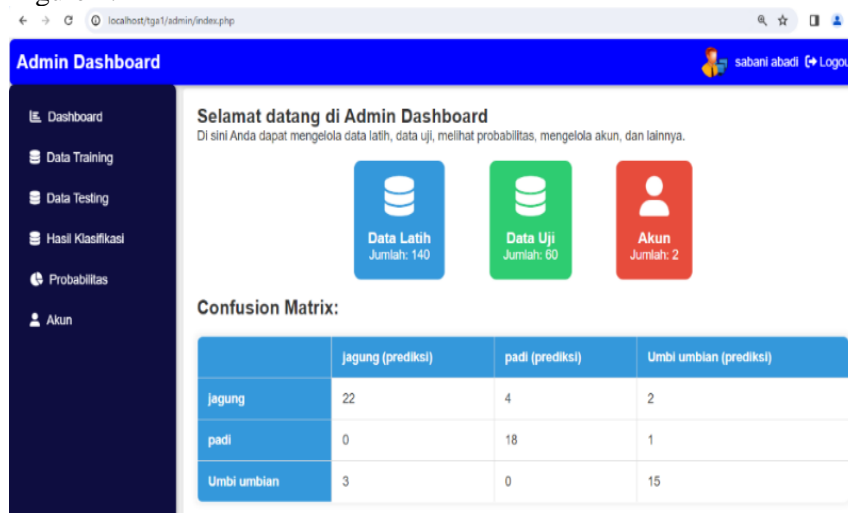 localhost/tga1/admin/index.php
Admin Dashboard
sabani abadi Logou
Dashboard
Data Training
Data Testing
Hasil Klasifikasi
Probabilitas
Akun
Selamat datang di Admin Dashboard
Di sini Anda dapat mengelola data latih, data uji, melihat probabilitas, mengelola akun, dan lainnya.
Data Latih
Jumlah: 140
Data Uji
Jumlah: 60
Akun
Jumlah: 2
Confusion Matrix:
jagung (prediksi) padi (prediksi) Umbi umbian (prediksi)
jagung 22 4 2
padi 0 18 1
Umbi umbian 3 0 15